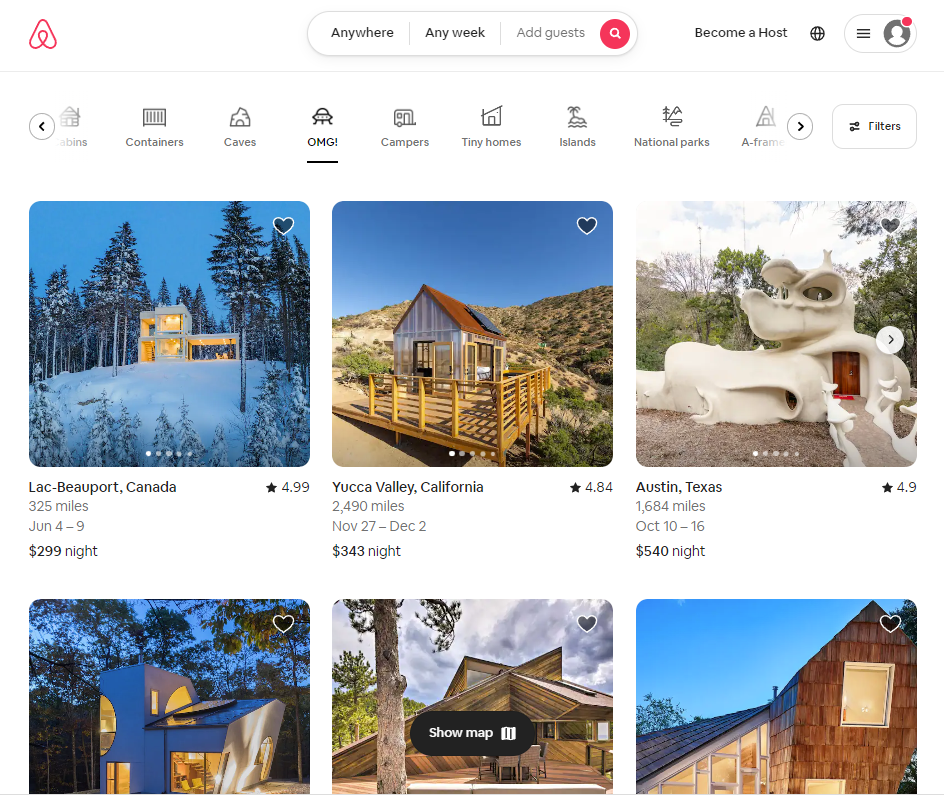 Anywhere Any week Add guests
Become a Host
abins Containers Caves OMG! Campers Tiny homes Islands National parks A-frame
Filters
Lac-Beauport, Canada 4.99
325 miles
Jun 4 – 9
$299 night
Yucca Valley, California 4.84
2,490 miles
Nov 27 – Dec 2
$343 night
Austin, Texas 4.9
1,684 miles
Oct 10 – 16
$540 night
Show map